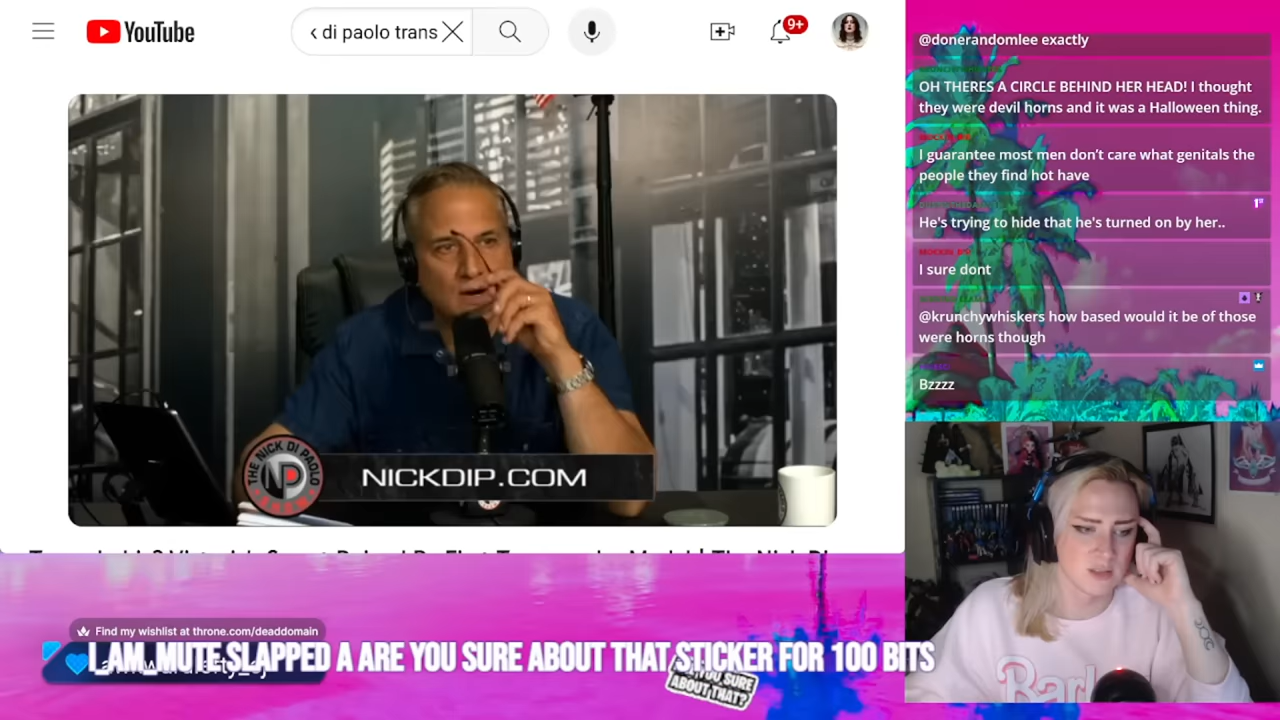 YouTube
‹ di paolo trans
9+
@donerandomlee exactly
OH THERES A CIRCLE BEHIND HER HEAD! I thought
they were devil horns and it was a Halloween thing.
I guarantee most men don't care what genitals the
people they find hot have
1st
He's trying to hide that he's turned on by her..
I sure dont
@krunchywhiskers how based would it be of those
were horns though
Bzzzz
THE NICK DI PAOLO
NP
NICKDIP.COM
Find my wishlist at throne.com/deaddomain
I_AM_MUTE SLAPPED A ARE YOU SURE ABOUT THAT STICKER FOR 100 BITS
YOU SURE
ABOUT THAT?